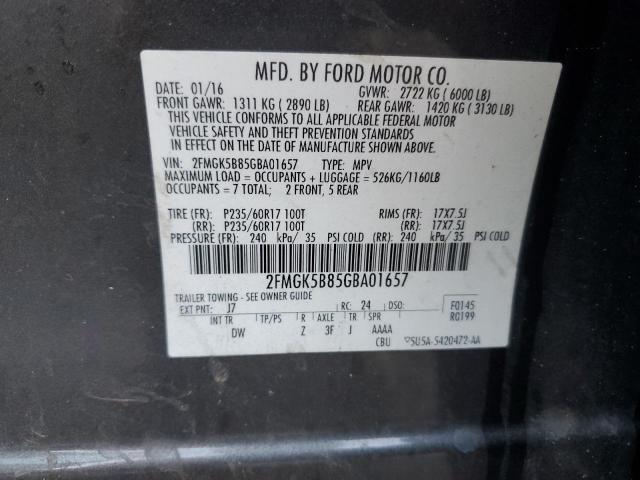 MFD. BY FORD MOTOR CO.
DATE: 01/16 GVWR: 2722 KG (6000 LB)
FRONT GAWR: 1311 KG (2890 LB) REAR GAWR: 1420 KG (3130 LB)
THIS VEHICLE CONFORMS TO ALL APPLICABLE FEDERAL MOTOR
VEHICLE SAFETY AND THEFT PREVENTION STANDARDS
IN EFFECT ON THE DATE OF MANUFACTURE SHOWN ABOVE.
VIN: 2FMGK5B85GBA01657 TYPE: MPV
MAXIMUM LOAD = OCCUPANTS + LUGGAGE = 526KG/1160LB
OCCUPANTS = 7 TOTAL; 2 FRONT, 5 REAR
TIRE (FR): P235/60R17 100T RIMS (FR): 17X7.5J
(RR): P235/60R17 100T (RR): 17X7.5J
PRESSURE (FR): 240 kPa/ 35 PSI COLD (RR): 240 kPa/ 35 PSI COLD
2FMGK5B85GBA01657
TRAILER TOWING - SEE OWNER GUIDE
EXT PNT: J7 RC: 24 DSO: F0145
INT TR TP/PS R AXLE TR SPR R0199
DW Z 3F J AAAA
CBU 5U5A-5420472-AA